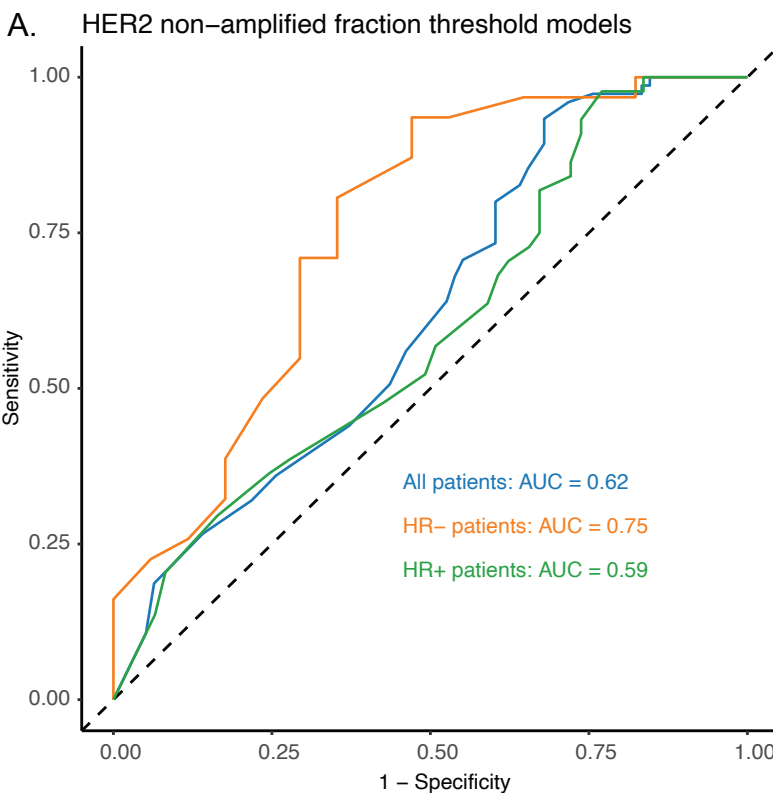 A. HER2 non−amplified fraction threshold models
1.00
0.75
0.50
0.25
0.00
Sensitivity
All patients: AUC = 0.62
HR− patients: AUC = 0.75
HR+ patients: AUC = 0.59
0.00 0.25 0.50 0.75 1.00
1 − Specificity